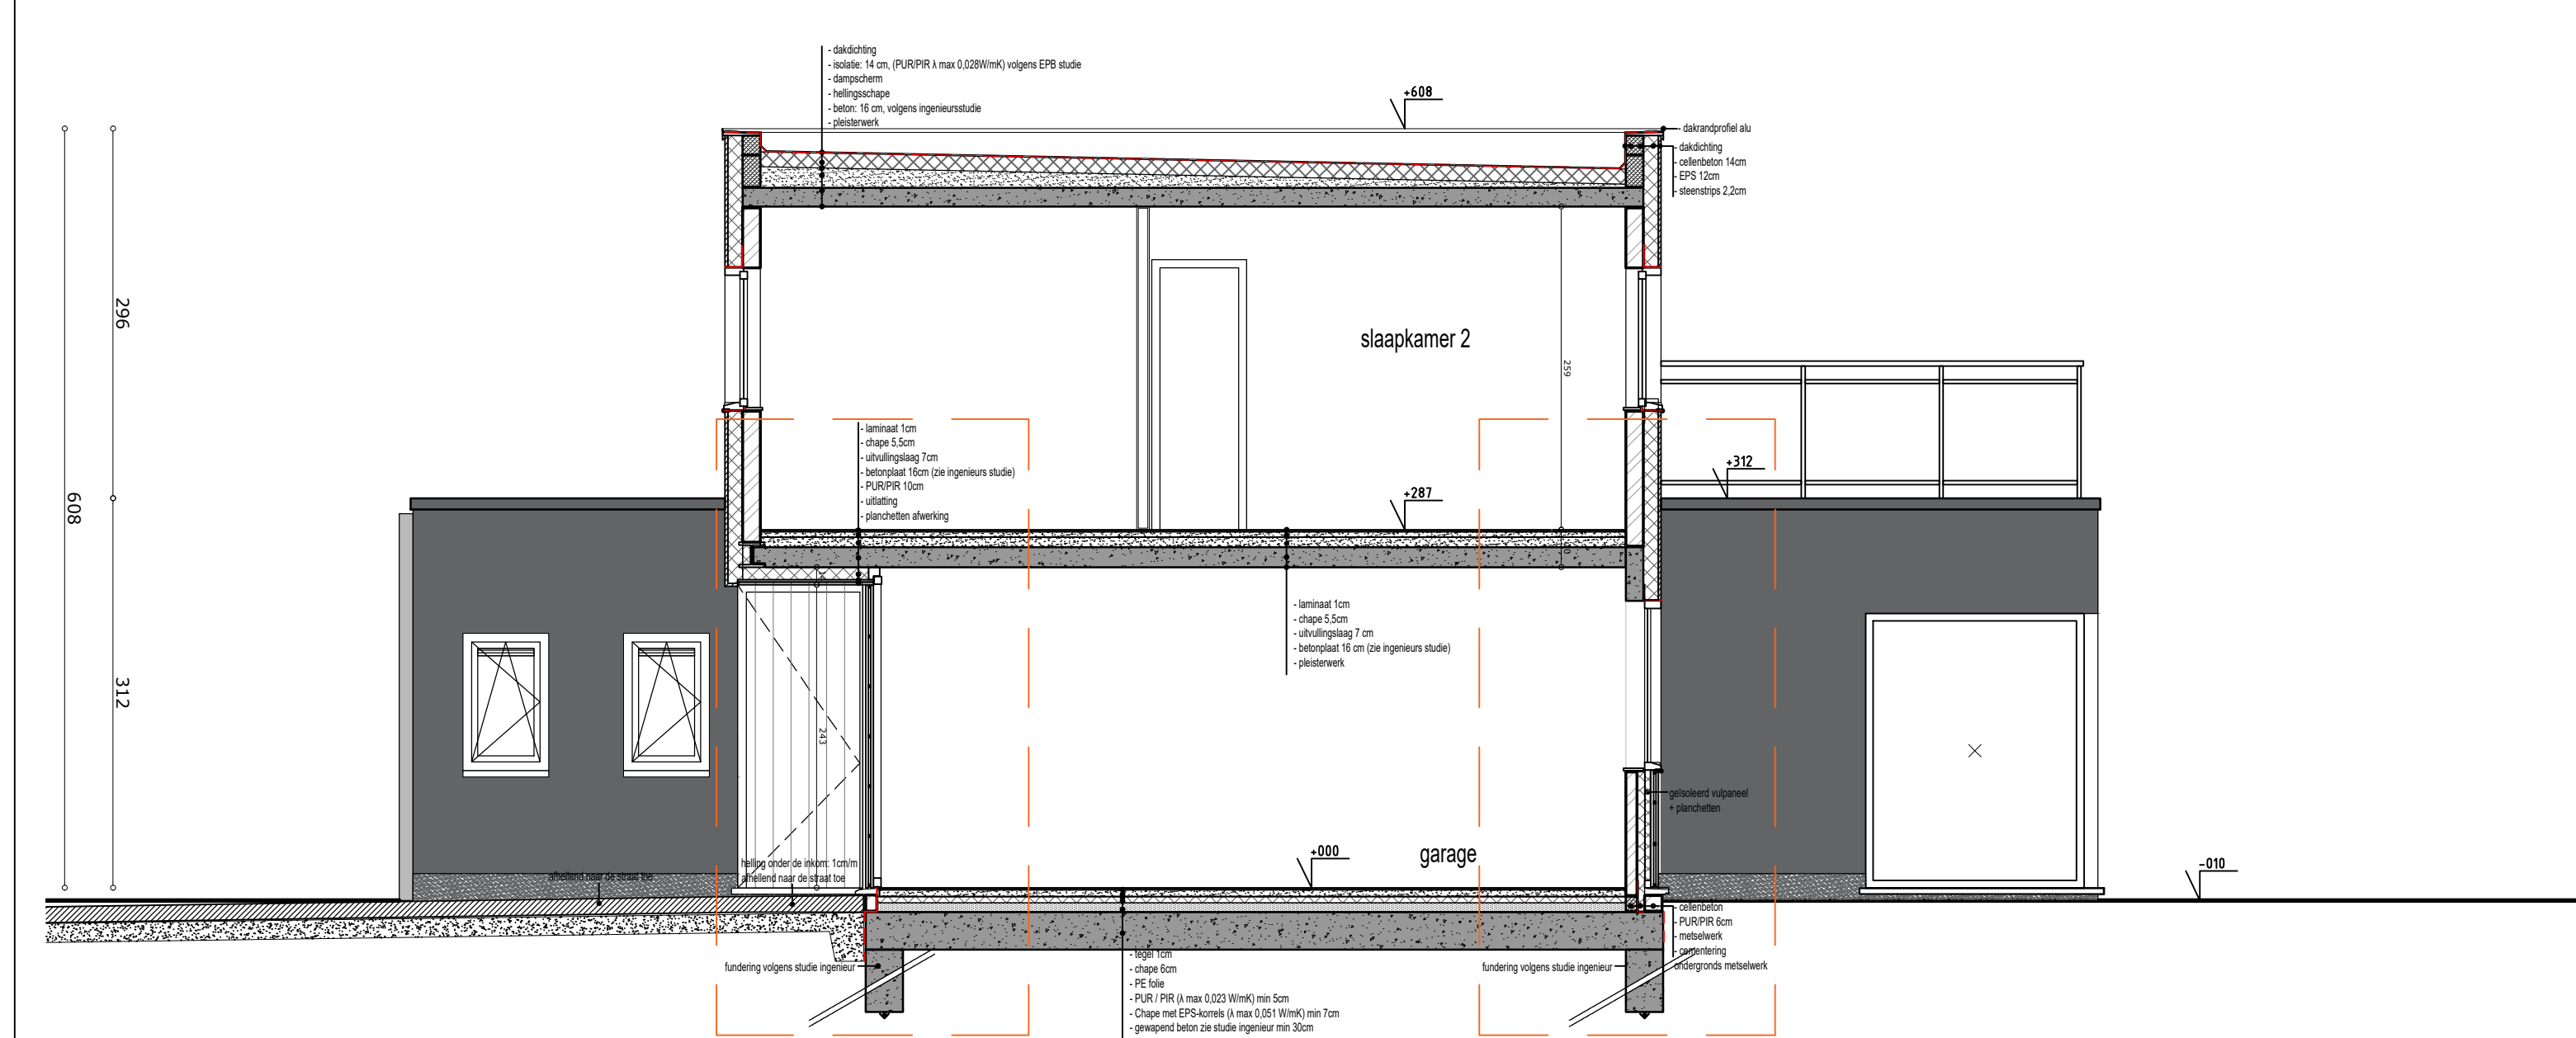 - dakdichting
- isolatie: 14 cm, (PUR/PIR λ max 0,028W/mK) volgens EPB studie
- dampscherm
- hellingsschape
- beton: 16 cm, volgens ingenieursstudie
- pleisterwerk
+608
- dakrandprofiel alu
- dakdichting
- cellenbeton 14cm
- EPS 12cm
- steenstrips 2,2cm
296
608
312
slaapkamer 2
259
- laminaat 1cm
- chape 5,5cm
- uitvullingslaag 7cm
- betonplaat 16cm (zie ingenieurs studie)
- PUR/PIR 10cm
- uitlatting
- planchetten afwerking
+287
+312
- laminaat 1cm
- chape 5,5cm
- uitvullingslaag 7 cm
- betonplaat 16 cm (zie ingenieurs studie)
- pleisterwerk
243
geïsoleerd vulpaneel
+ planchetten
+000
garage
-010
helling onder de inkom: 1cm/m
afhellend naar de straat toe
afhellend naar de straat toe
- cellenbeton
- PUR/PIR 6cm
- metselwerk
- cementering
ondergronds metselwerk
fundering volgens studie ingenieur
fundering volgens studie ingenieur
- tegel 1cm
- chape 6cm
- PE folie
- PUR / PIR (λ max 0,023 W/mK) min 5cm
- Chape met EPS-korrels (λ max 0,051 W/mK) min 7cm
- gewapend beton zie studie ingenieur min 30cm